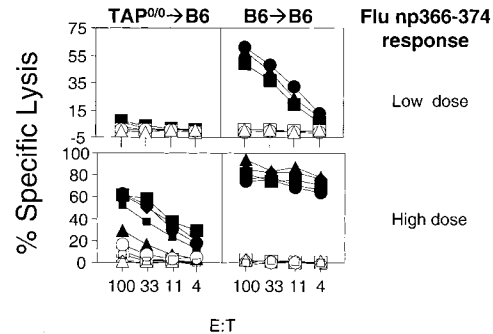 TAP0/0→B6 B6→B6 Flu np366-374
response
% Specific Lysis
75
55
35
15
-5
Low dose
100
80
60
40
20
0
High dose
100 33 11 4 100 33 11 4
E:T